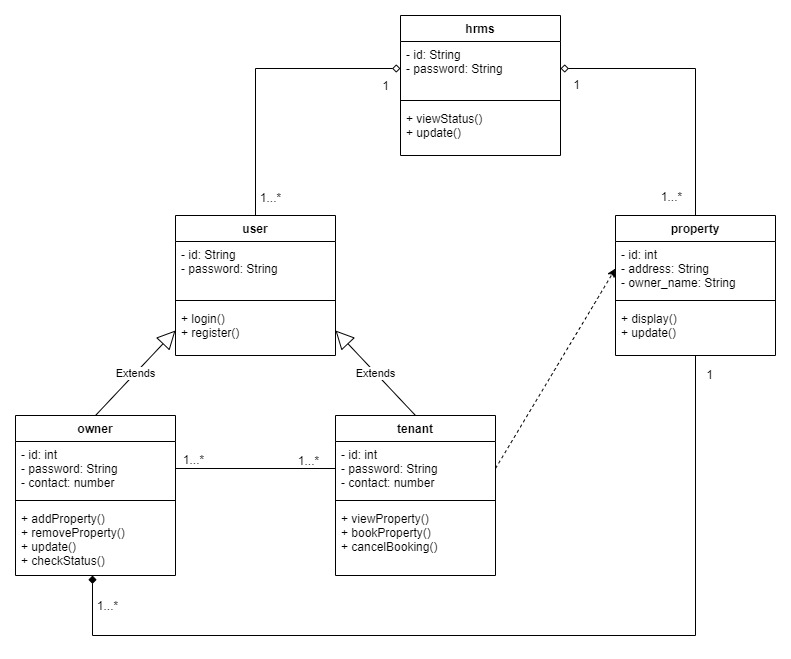 hrms
- id: String
- password: String
+ viewStatus()
+ update()
1
1
1...*
1...*
user
- id: String
- password: String
+ login()
+ register()
property
- id: int
- address: String
- owner_name: String
+ display()
+ update()
Extends
Extends
1
owner
- id: int
- password: String
- contact: number
+ addProperty()
+ removeProperty()
+ update()
+ checkStatus()
1...*
1...*
tenant
- id: int
- password: String
- contact: number
+ viewProperty()
+ bookProperty()
+ cancelBooking()
1...*